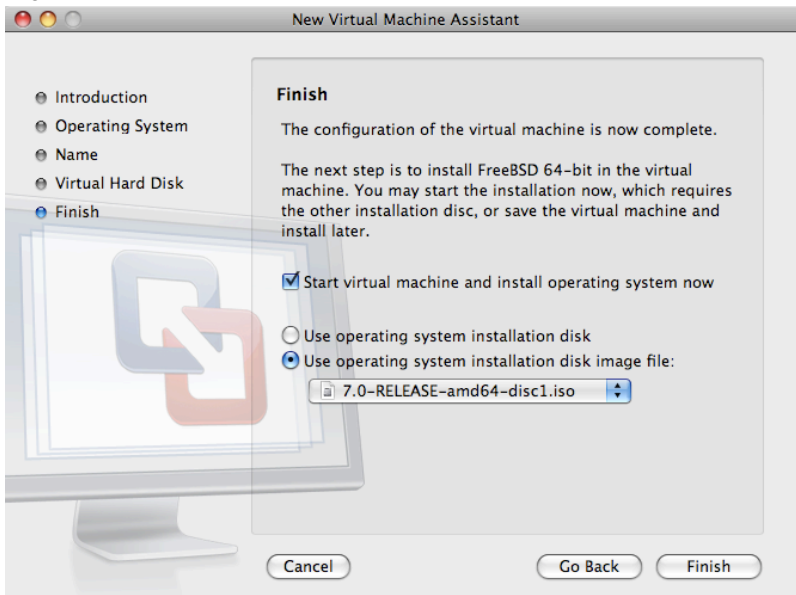 New Virtual Machine Assistant
Introduction
Operating System
Name
Virtual Hard Disk
Finish
Finish
The configuration of the virtual machine is now complete.
The next step is to install FreeBSD 64-bit in the virtual
machine. You may start the installation now, which requires
the other installation disc, or save the virtual machine and
install later.
Start virtual machine and install operating system now
Use operating system installation disk
Use operating system installation disk image file:
7.0-RELEASE-amd64-disc1.iso
Cancel
Go Back
Finish